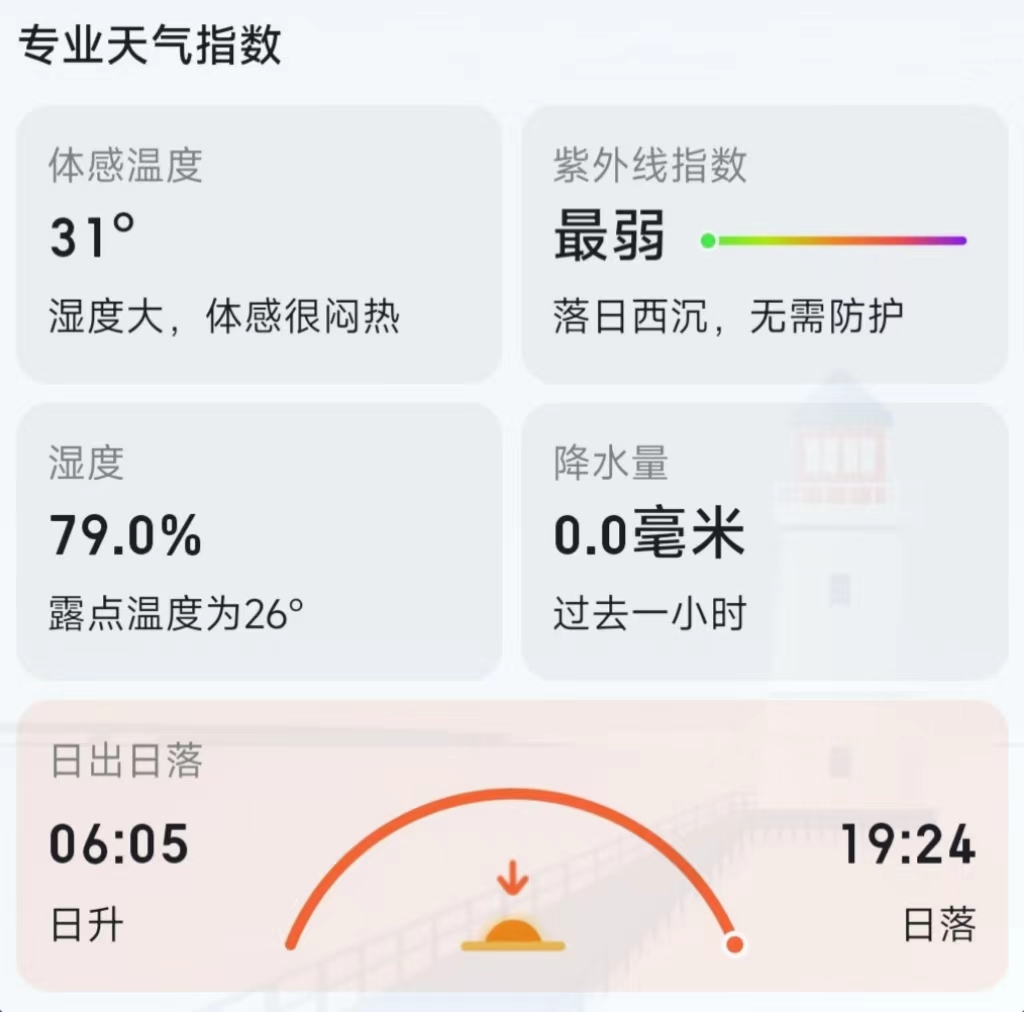 专业天气指数
体感温度
31°
湿度大，体感很闷热
紫外线指数
最弱
落日西沉，无需防护
湿度
79.0%
露点温度为26°
降水量
0.0毫米
过去一小时
日出日落
06:05
日升
19:24
日落